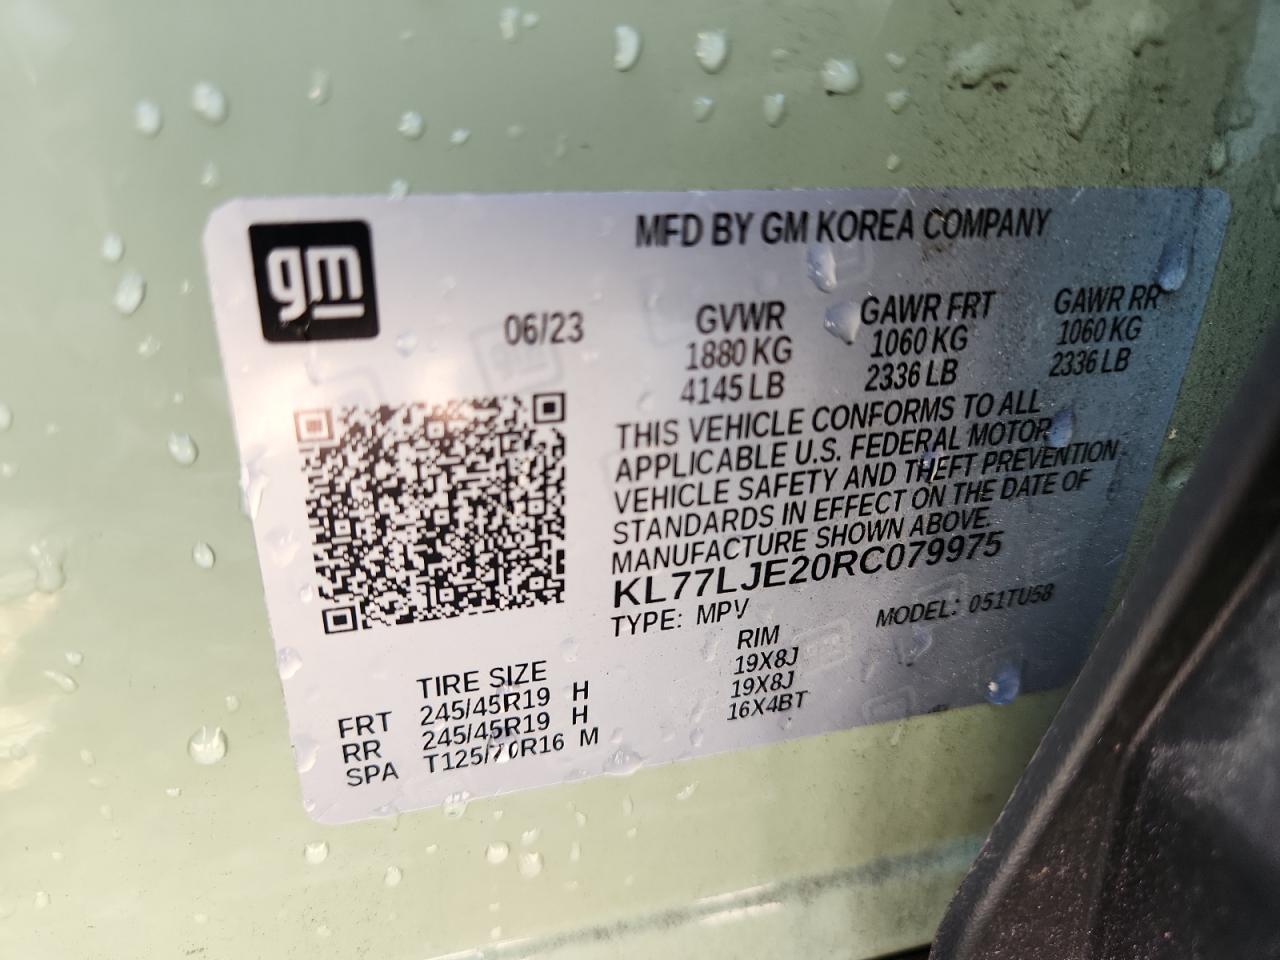 gm
MFD BY GM KOREA COMPANY
06/23
GVWR GAWR FRT GAWR RR
1880 KG 1060 KG 1060 KG
4145 LB 2336 LB 2336 LB
THIS VEHICLE CONFORMS TO ALL
APPLICABLE U.S. FEDERAL MOTOR
VEHICLE SAFETY AND THEFT PREVENTION
STANDARDS IN EFFECT ON THE DATE OF
MANUFACTURE SHOWN ABOVE.
KL77LJE20RC079975
TYPE: MPV MODEL: 051TU58
TIRE SIZE RIM
FRT 245/45R19 H 19X8J
RR 245/45R19 H 19X8J
SPA T125/70R16 M 16X4BT